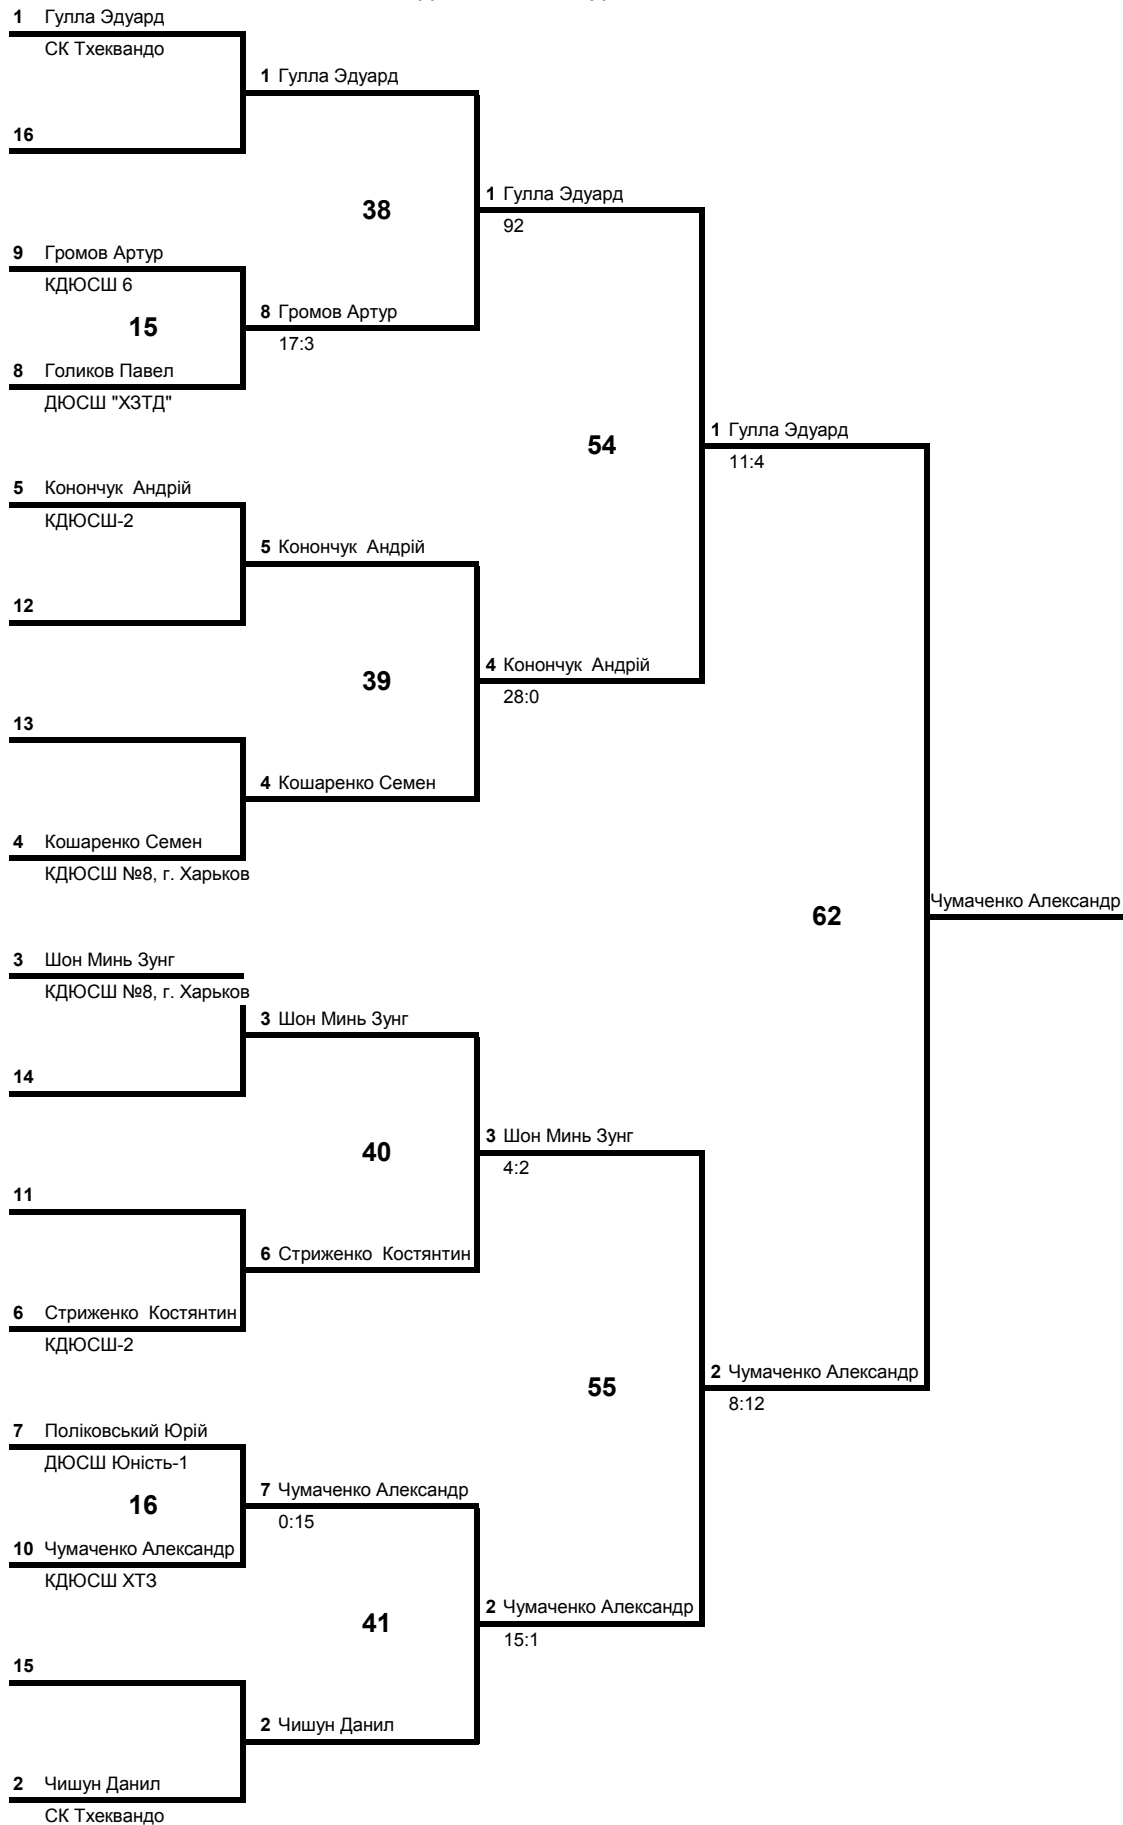 1 Гулла Эдуард
СК Тхеквандо
1 Гулла Эдуард
16
38
1 Гулла Эдуард
92
9 Громов Артур
КДЮСШ 6
15
8 Громов Артур
17:3
8 Голиков Павел
ДЮСШ "ХЗТД"
54
1 Гулла Эдуард
11:4
5 Конончук Андрій
КДЮСШ-2
5 Конончук Андрій
12
39
4 Конончук Андрій
28:0
13
4 Кошаренко Семен
4 Кошаренко Семен
КДЮСШ №8, г. Харьков
62
Чумаченко Александр
3 Шон Минь Зунг
КДЮСШ №8, г. Харьков
3 Шон Минь Зунг
14
40
3 Шон Минь Зунг
4:2
11
6 Стриженко Костянтин
6 Стриженко Костянтин
КДЮСШ-2
55
2 Чумаченко Александр
8:12
7 Поліковський Юрій
ДЮСШ Юність-1
16
7 Чумаченко Александр
0:15
10 Чумаченко Александр
КДЮСШ ХТЗ
41
2 Чумаченко Александр
15:1
15
2 Чишун Данил
2 Чишун Данил
СК Тхеквандо